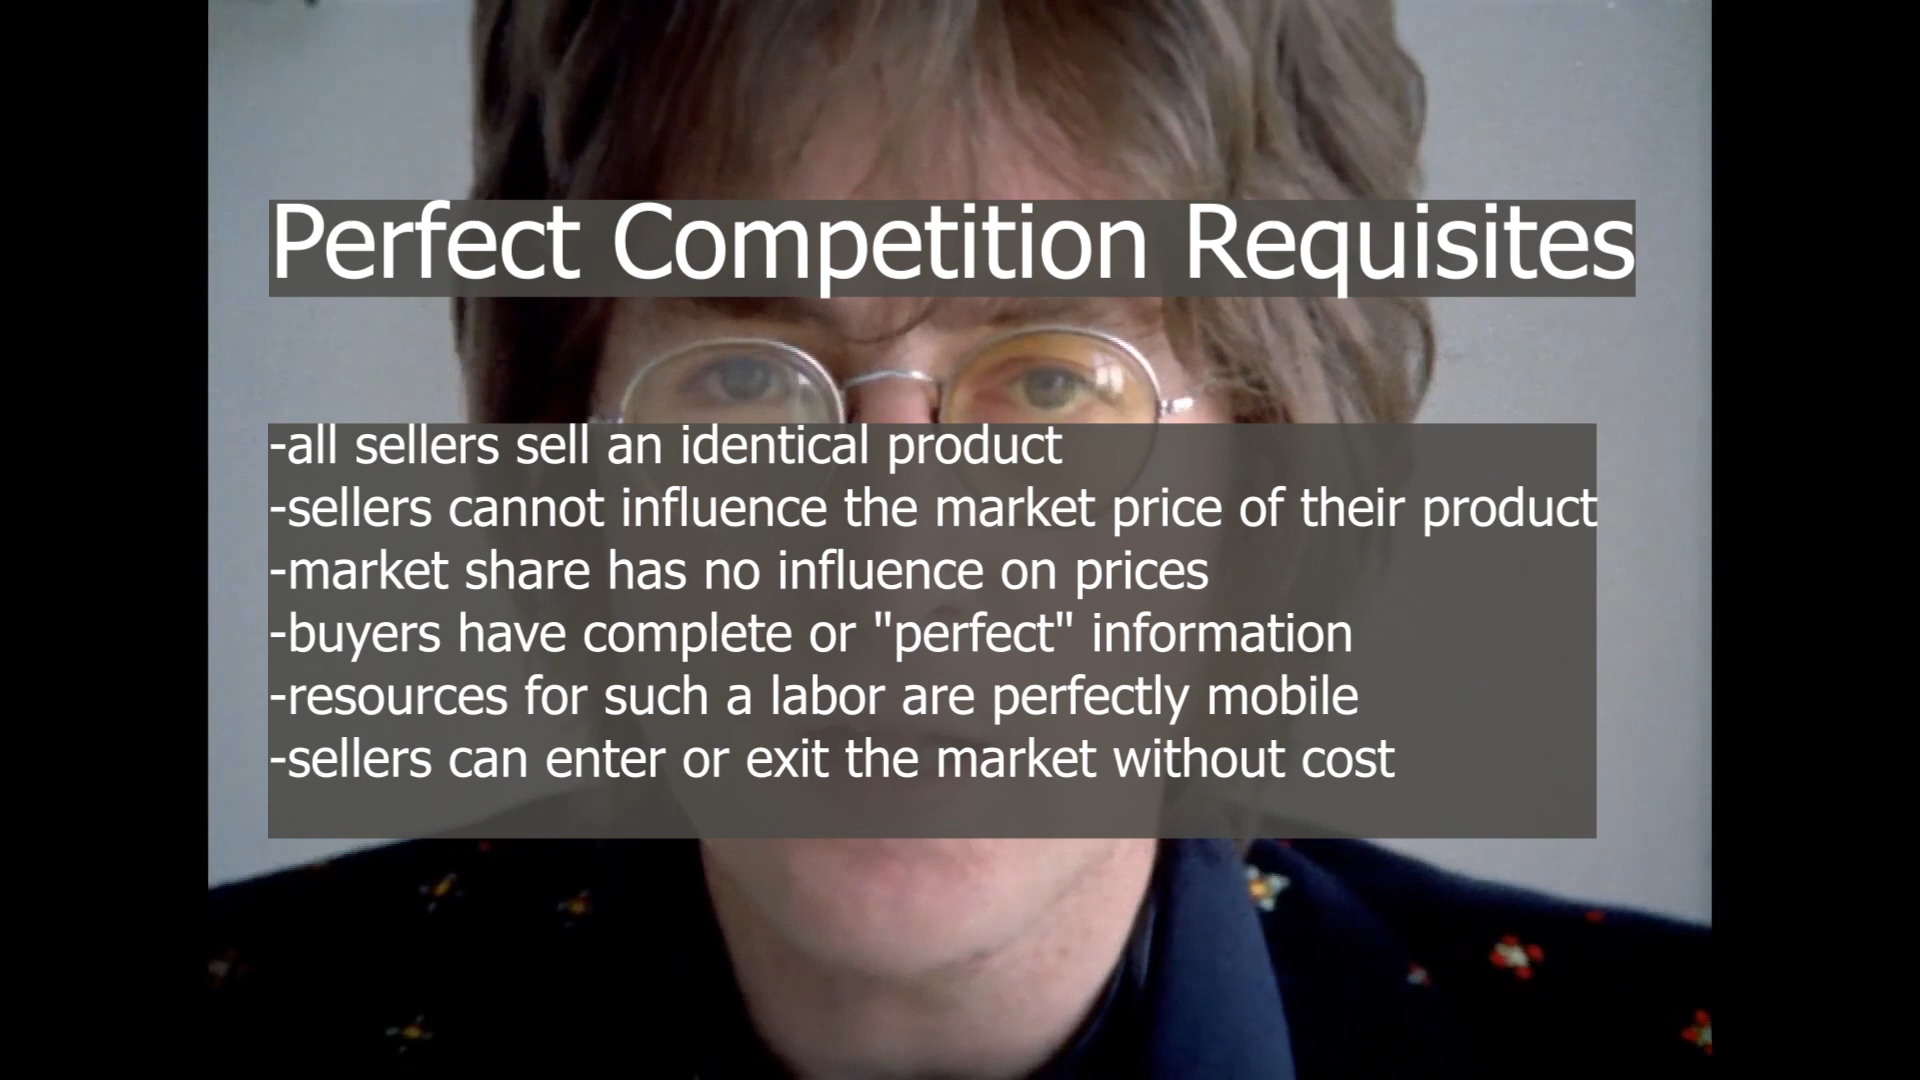 Perfect Competition Requisites
-all sellers sell an identical product
-sellers cannot influence the market price of their product
-market share has no influence on prices
-buyers have complete or "perfect" information
-resources for such a labor are perfectly mobile
-sellers can enter or exit the market without cost